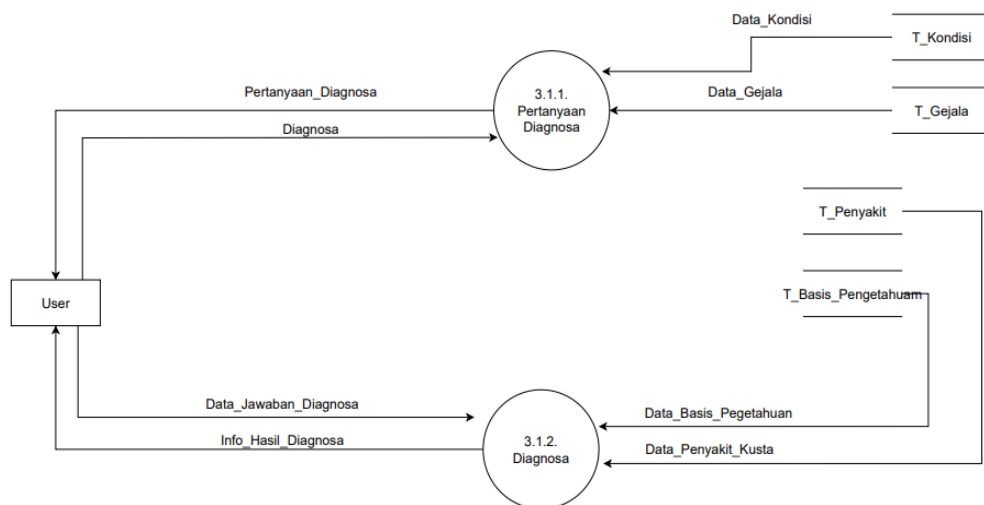 Data_Kondisi
T_Kondisi
Pertanyaan_Diagnosa
3.1.1.
Pertanyaan
Diagnosa
Data_Gejala
T_Gejala
Diagnosa
T_Penyakit
User
T_Basis_Pengetahuam
Data_Jawaban_Diagnosa
Data_Basis_Pegetahuan
Info_Hasil_Diagnosa
3.1.2.
Diagnosa
Data_Penyakit_Kusta